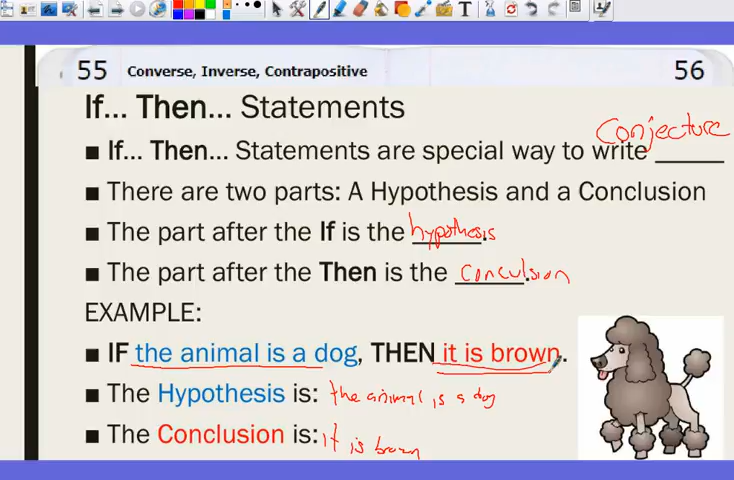 55 Converse, Inverse, Contrapositive 56
If... Then... Statements
conjecture
■ If... Then... Statements are special way to write ______
■ There are two parts: A Hypothesis and a Conclusion
■ The part after the If is the hypothesis.
■ The part after the Then is the conculsion.
EXAMPLE:
■ IF the animal is a dog, THEN it is brown.
■ The Hypothesis is: the animal is a dog
■ The Conclusion is: it is brown